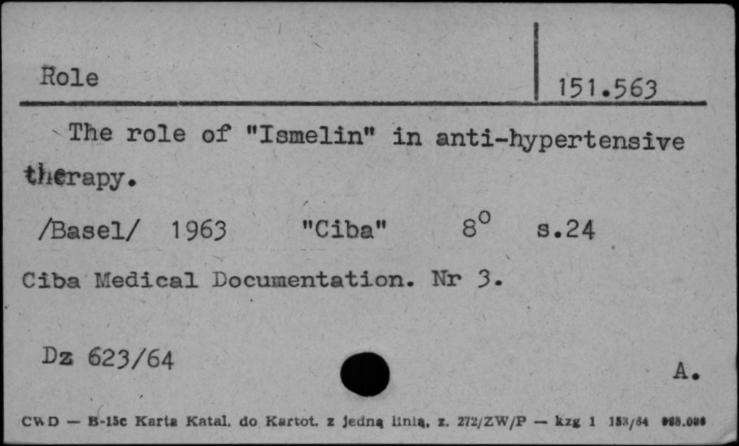 Role
151.563
The role of "Ismelin" in anti-hypertensive
therapy.
/Basel/ 1963 "Ciba" 8° s.24
Ciba Medical Documentation. Nr 3.
Dz 623/64
A.
CWD — B-15c Karta Katal. do Kartot. z jedną linią, z. 272/ZW/P — kzg 1